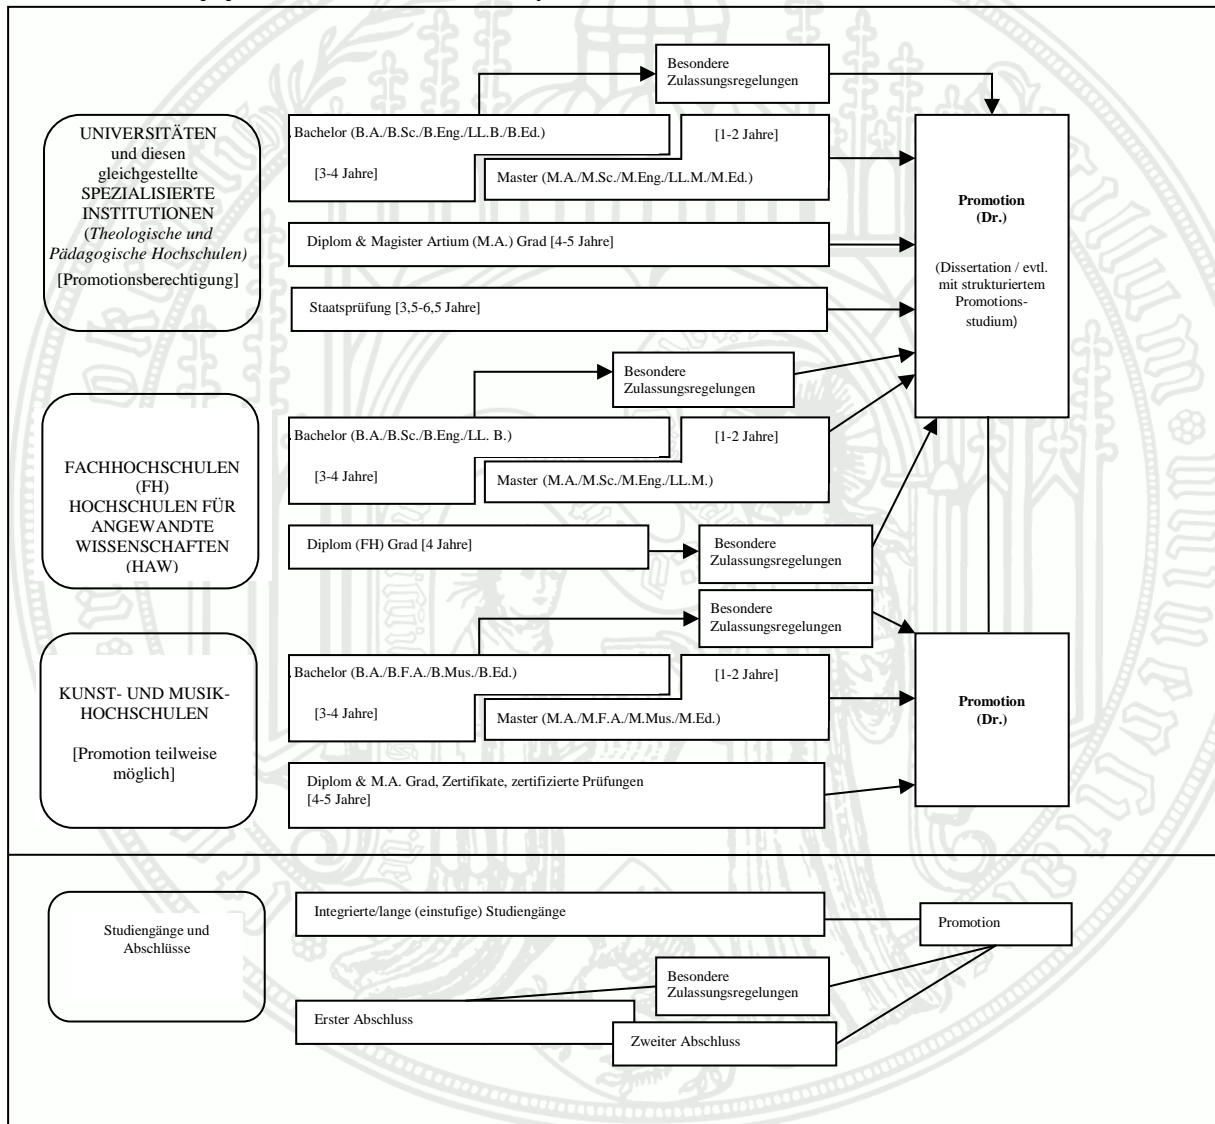 Besondere
Zulassungsregelungen
UNIVERSITÄTEN
und diesen
gleichgestellte
SPEZIALISIERTE
INSTITUTIONEN
(Theologische und
Pädagogische Hochschulen)
[Promotionsberechtigung]
Bachelor (B.A./B.Sc./B.Eng./LL.B./B.Ed.)
[3-4 Jahre]
[1-2 Jahre]
Master (M.A./M.Sc./M.Eng./LL.M./M.Ed.)
Diplom & Magister Artium (M.A.) Grad [4-5 Jahre]
Staatsprüfung [3,5-6,5 Jahre]
Promotion
(Dr.)
(Dissertation / evtl.
mit strukturiertem
Promotions-
studium)
Besondere
Zulassungsregelungen
FACHHOCHSCHULEN
(FH)
HOCHSCHULEN FÜR
ANGEWANDTE
WISSENSCHAFTEN
(HAW)
Bachelor (B.A./B.Sc./B.Eng./LL. B.)
[3-4 Jahre]
[1-2 Jahre]
Master (M.A./M.Sc./M.Eng./LL.M.)
Diplom (FH) Grad [4 Jahre]
Besondere
Zulassungsregelungen
Besondere
Zulassungsregelungen
KUNST- UND MUSIK-
HOCHSCHULEN
[Promotion teilweise
möglich]
Bachelor (B.A./B.F.A./B.Mus./B.Ed.)
[3-4 Jahre]
[1-2 Jahre]
Master (M.A./M.F.A./M.Mus./M.Ed.)
Diplom & M.A. Grad, Zertifikate, zertifizierte Prüfungen
[4-5 Jahre]
Promotion
(Dr.)
Studiengänge und
Abschlüsse
Integrierte/lange (einstufige) Studiengänge
Promotion
Besondere
Zulassungsregelungen
Erster Abschluss
Zweiter Abschluss